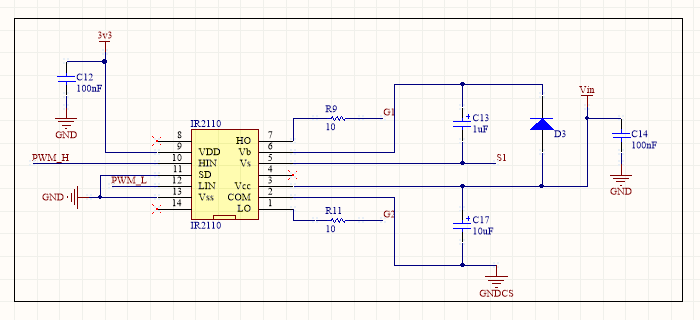 3v3
C12
100nF
GND
IR2110
8
9
10
11
12
13
14
VDD
HIN
SD
LIN
Vss
HO
Vb
Vs
Vcc
COM
LO
7
6
5
4
3
2
1
IR2110
PWM_H
PWM_L
GND
R9
10
G1
R11
10
G2
C13
1uF
S1
D3
C17
10uF
GNDCS
Vin
C14
100nF
GND